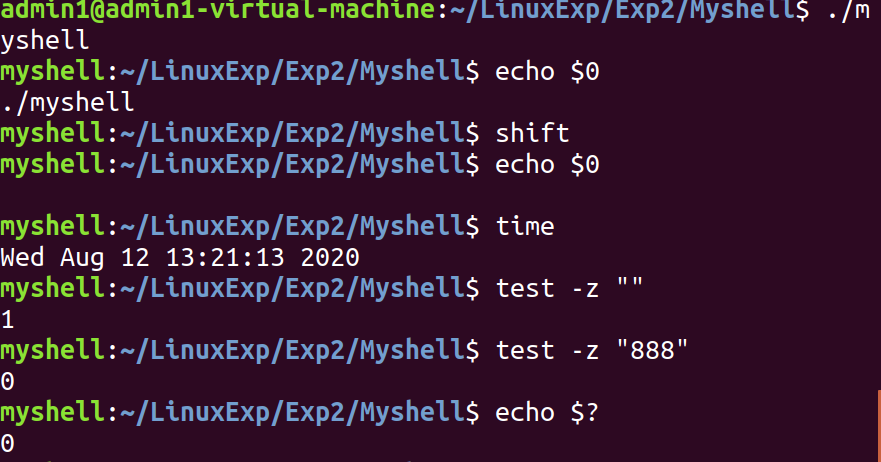 admin1@admin1-virtual-machine:~/LinuxExp/Exp2/Myshell$ ./m
yshell
myshell:~/LinuxExp/Exp2/Myshell$ echo $0
./myshell
myshell:~/LinuxExp/Exp2/Myshell$ shift
myshell:~/LinuxExp/Exp2/Myshell$ echo $0

myshell:~/LinuxExp/Exp2/Myshell$ time
Wed Aug 12 13:21:13 2020
myshell:~/LinuxExp/Exp2/Myshell$ test -z ""
1
myshell:~/LinuxExp/Exp2/Myshell$ test -z "888"
0
myshell:~/LinuxExp/Exp2/Myshell$ echo $?
0